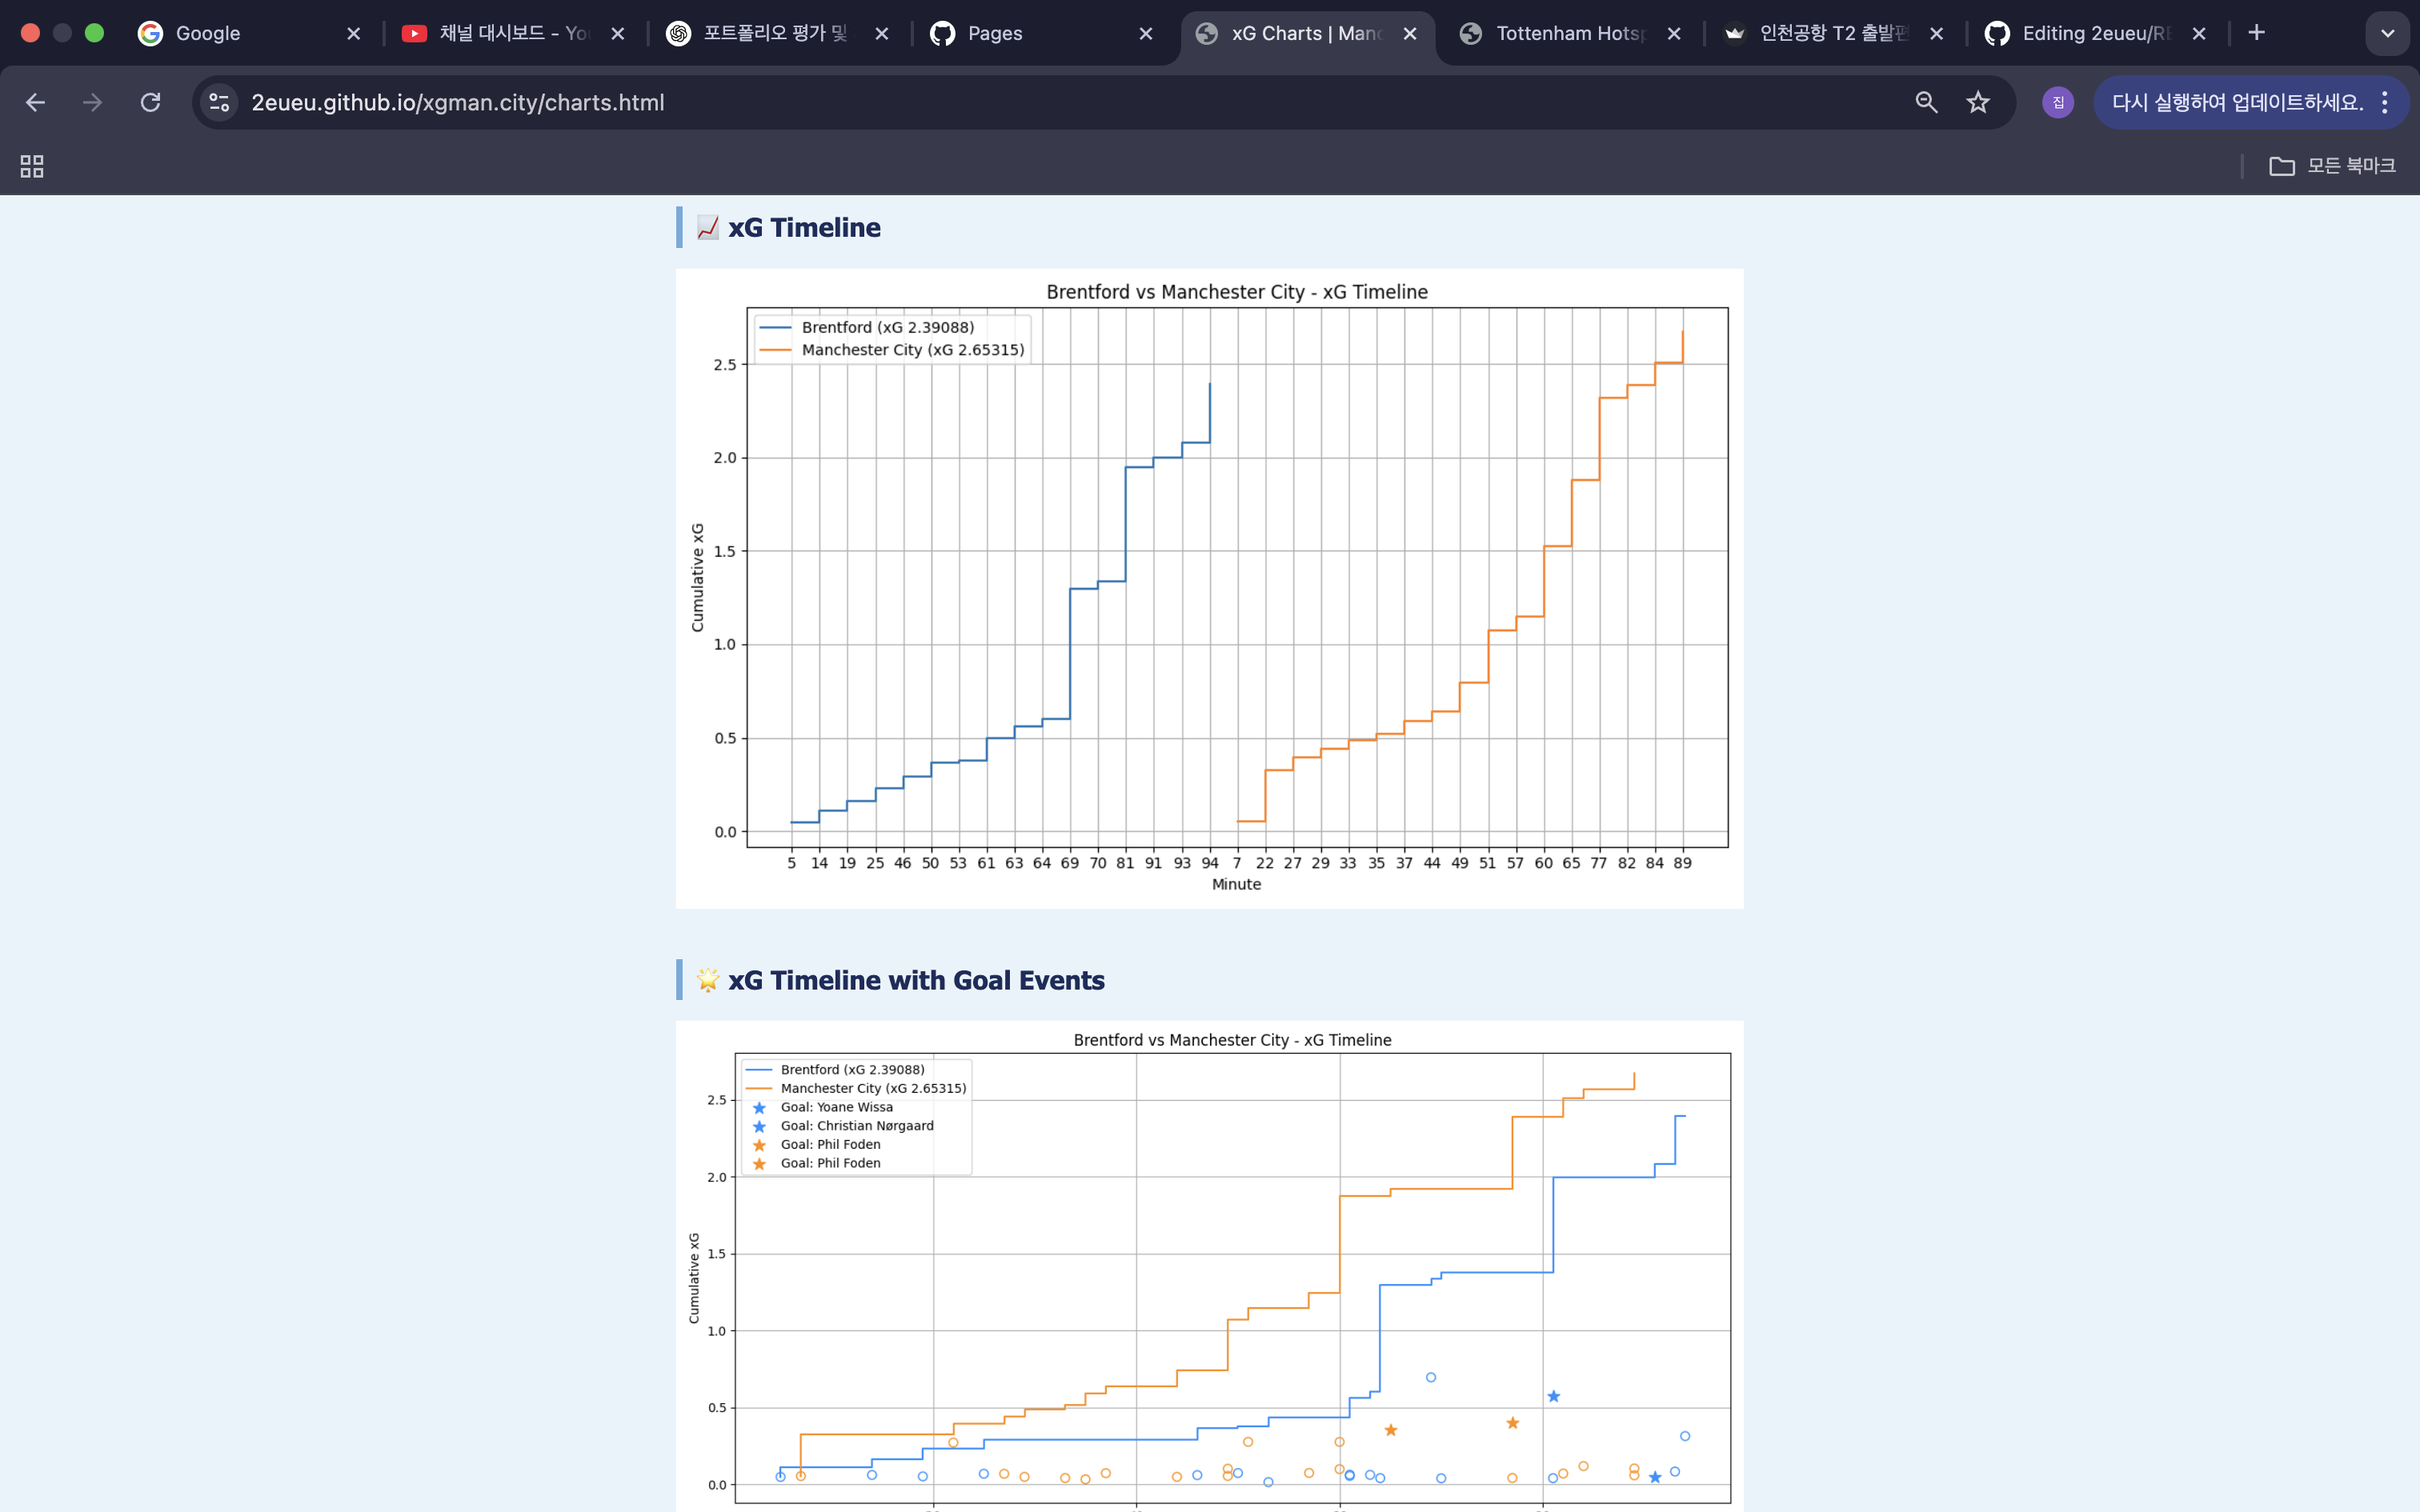 Google
채널 대시보드 - Yo
포트폴리오 평가 및
Pages
xG Charts | Manc
Tottenham Hotsp
인천공항 T2 출발편
Editing 2eueu/RE
2eueu.github.io/xgman.city/charts.html
집
다시 실행하여 업데이트하세요.
모든 북마크
xG Timeline
Brentford vs Manchester City - xG Timeline
Brentford (xG 2.39088)
Manchester City (xG 2.65315)
2.5
2.0
1.5
1.0
0.5
0.0
Cumulative xG
5 14 19 25 46 50 53 61 63 64 69 70 81 91 93 94 7 22 27 29 33 35 37 44 49 51 57 60 65 77 82 84 89
Minute
xG Timeline with Goal Events
Brentford vs Manchester City - xG Timeline
Brentford (xG 2.39088)
Manchester City (xG 2.65315)
Goal: Yoane Wissa
Goal: Christian Nørgaard
Goal: Phil Foden
Goal: Phil Foden
2.5
2.0
1.5
1.0
0.5
0.0
Cumulative xG